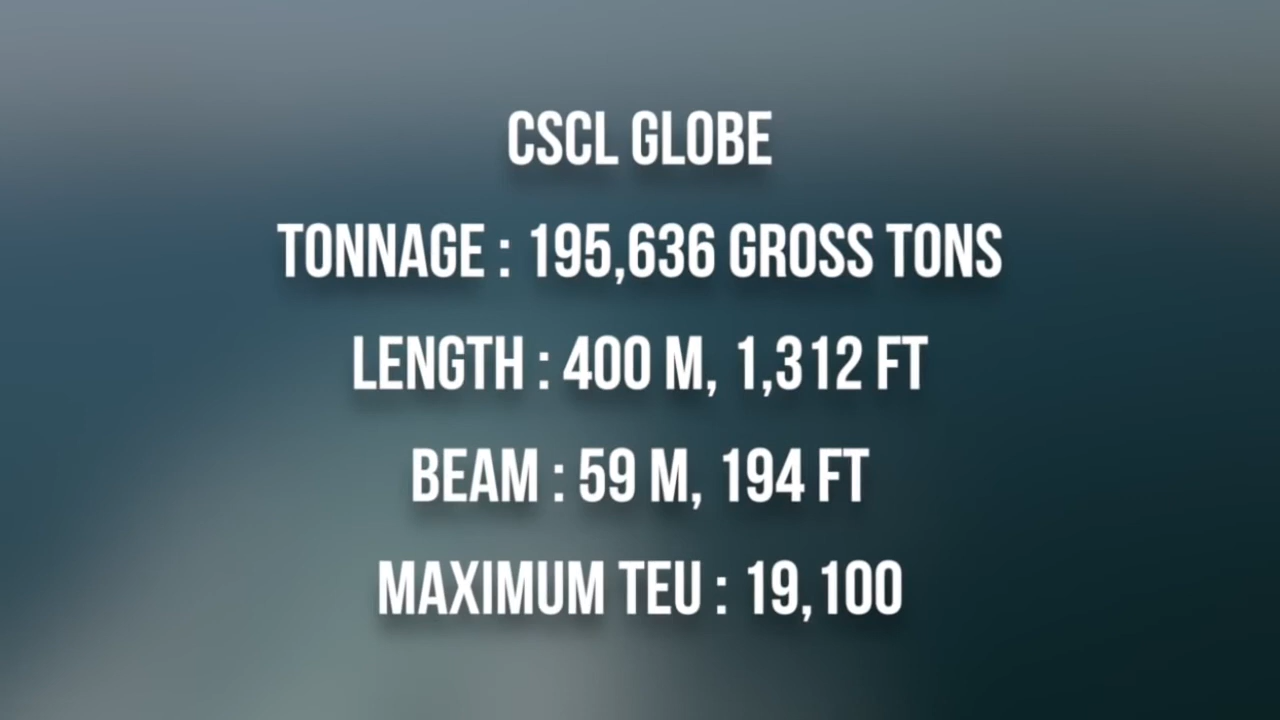 CSCL GLOBE
TONNAGE : 195,636 GROSS TONS
LENGTH : 400 M, 1,312 FT
BEAM : 59 M, 194 FT
MAXIMUM TEU : 19,100